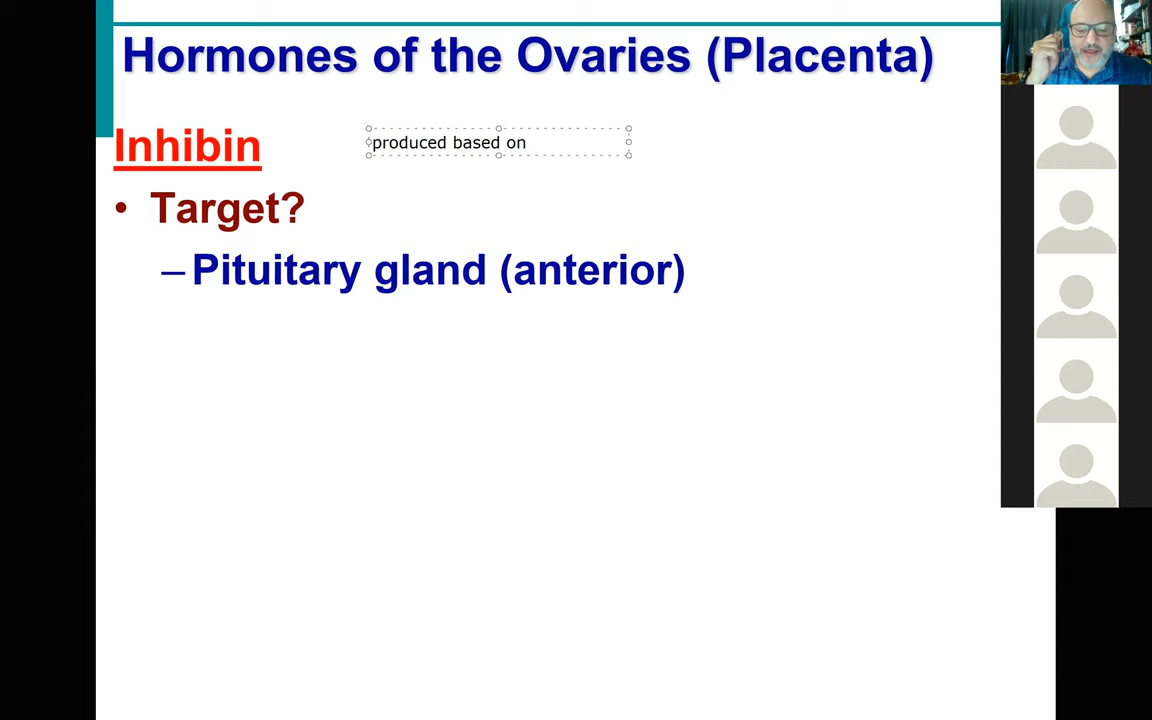 Hormones of the Ovaries (Placenta)
Inhibin
produced based on
• Target?
– Pituitary gland (anterior)